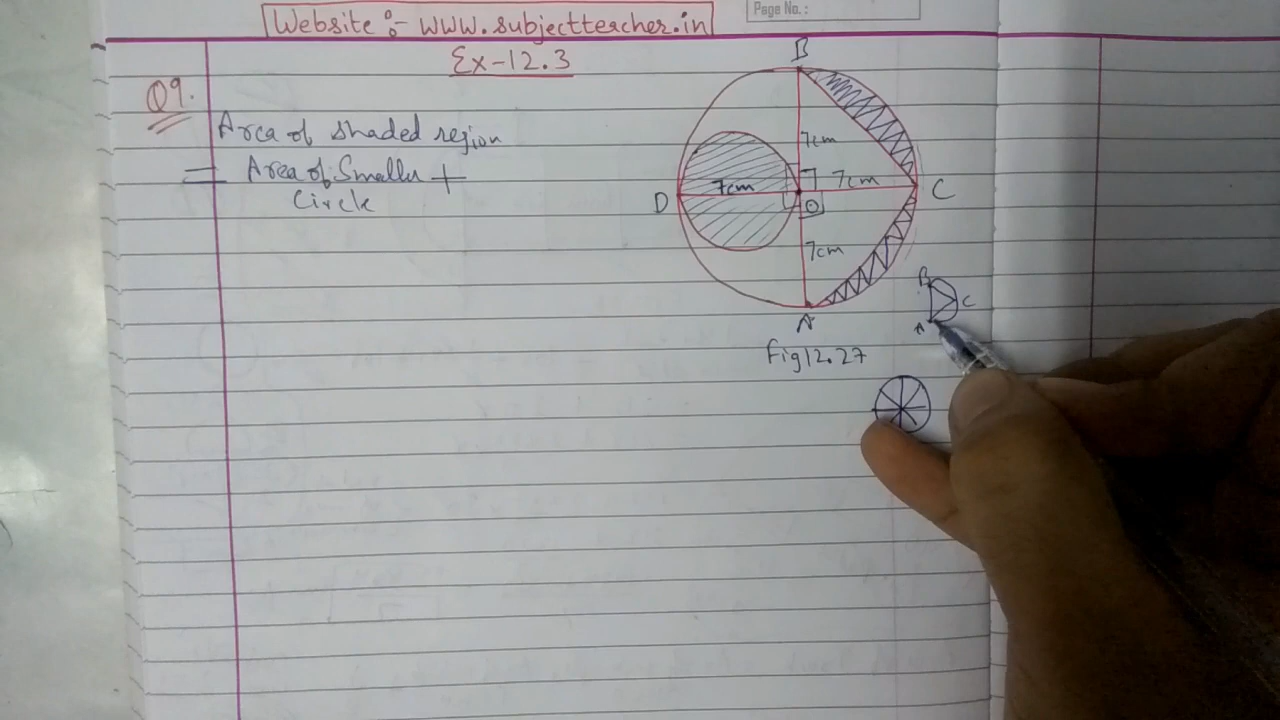 Website :- www.subjectteacher.in
Page No. :
Ex-12.3
Q9.
Area of shaded region
= Area of Smaller +
Circle
B
7cm
7cm
7cm
D
O
C
7cm
A
Fig 12.27
B
C
A